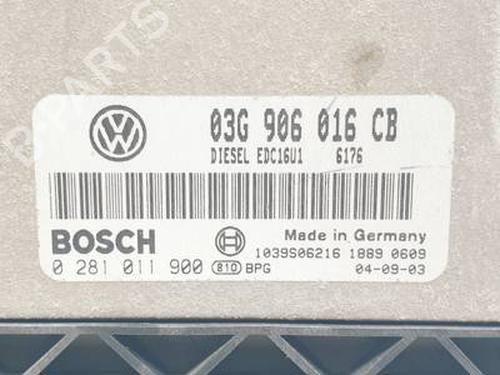 B-PARTS
03G 906 016 CB
DIESEL EDC16U1 6176
BOSCH
Made in Germany
1039S06216 1889 0609
0 281 011 900 810 BPG
04-09-03